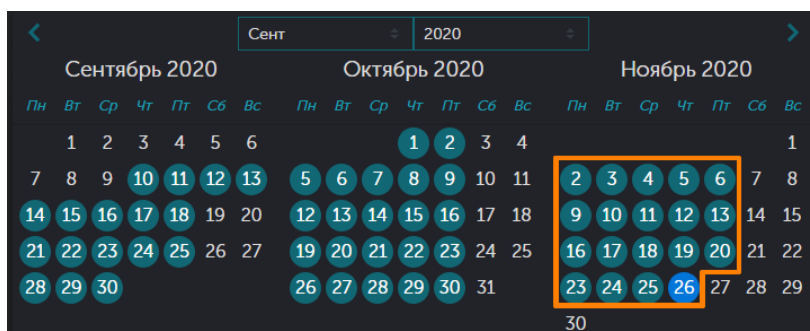 Сент 2020
Сентябрь 2020 Октябрь 2020 Ноябрь 2020
Пн Вт Ср Чт Пт Сб Вс Пн Вт Ср Чт Пт Сб Вс Пн Вт Ср Чт Пт Сб Вс
1 2 3 4 5 6 1 2 3 4 1
7 8 9 10 11 12 13 5 6 7 8 9 10 11 2 3 4 5 6 7 8
14 15 16 17 18 19 20 12 13 14 15 16 17 18 9 10 11 12 13 14 15
21 22 23 24 25 26 27 19 20 21 22 23 24 25 16 17 18 19 20 21 22
28 29 30 26 27 28 29 30 31 23 24 25 26 27 28 29
30